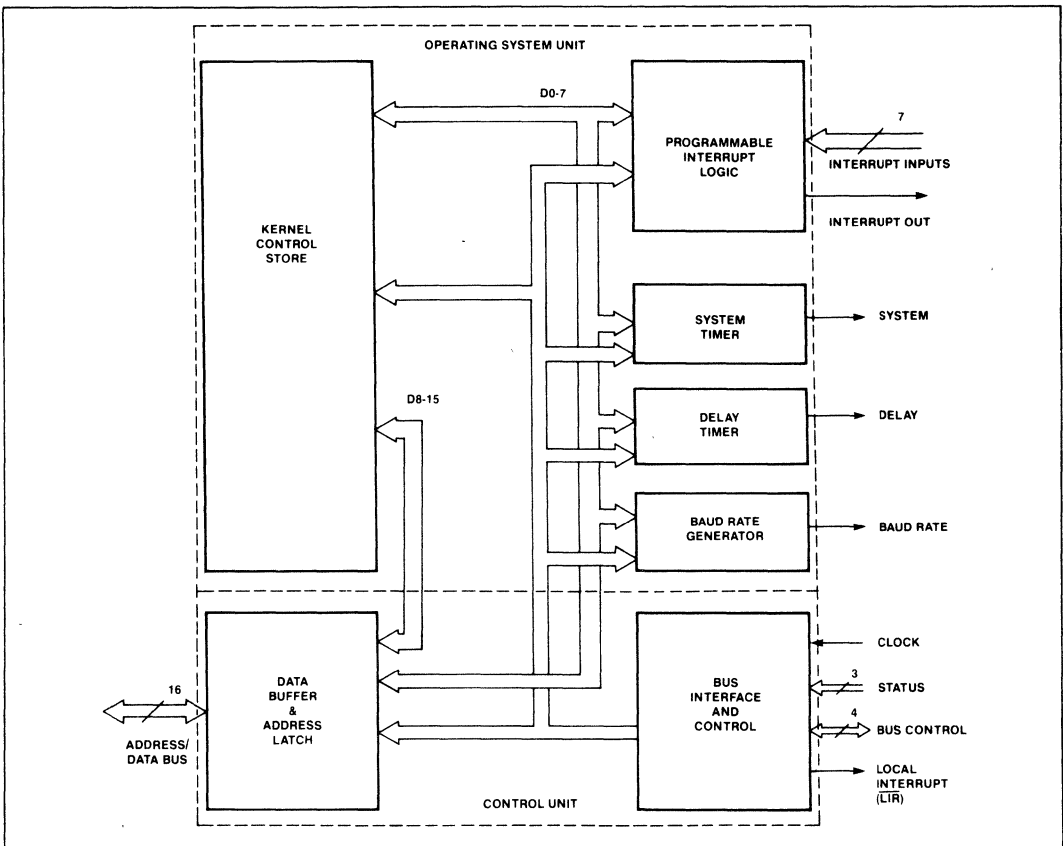 OPERATING SYSTEM UNIT
D0-7
7
KERNEL
CONTROL
STORE
PROGRAMMABLE
INTERRUPT
LOGIC
INTERRUPT INPUTS
INTERRUPT OUT
SYSTEM
TIMER
SYSTEM
D8-15
DELAY
TIMER
DELAY
BAUD RATE
GENERATOR
BAUD RATE
16
ADDRESS/
DATA BUS
DATA
BUFFER
&
ADDRESS
LATCH
BUS
INTERFACE
AND
CONTROL
CLOCK
3
STATUS
4
BUS CONTROL
LOCAL
INTERRUPT
(LIR)
CONTROL UNIT